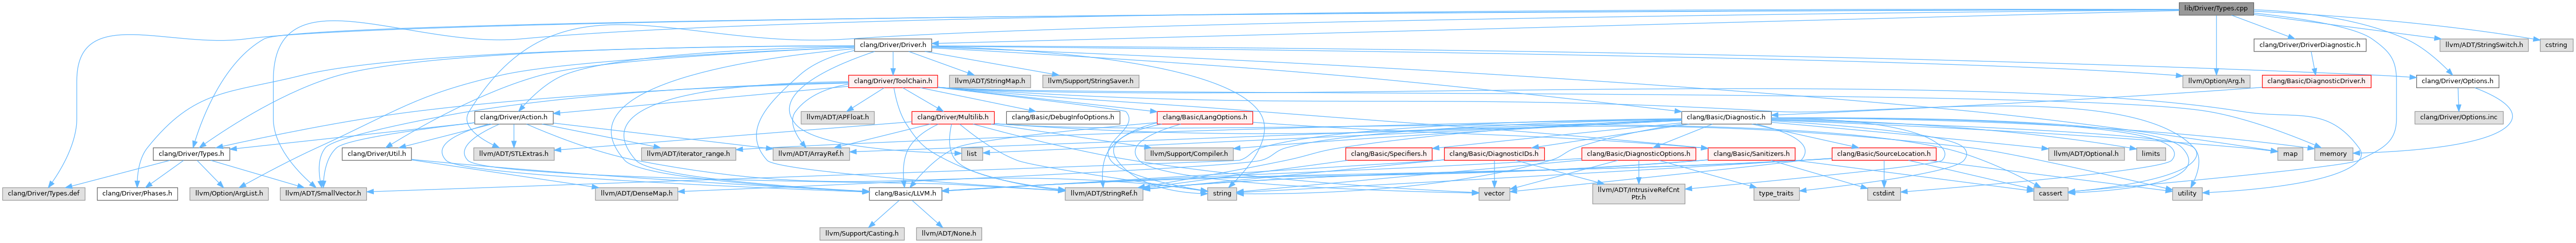 lib/Driver/Types.cpp
clang/Driver/Driver.h
clang/Driver/DriverDiagnostic.h
llvm/ADT/StringSwitch.h
cstring
clang/Driver/ToolChain.h
llvm/ADT/StringMap.h
llvm/Support/StringSaver.h
llvm/Option/Arg.h
clang/Basic/DiagnosticDriver.h
clang/Driver/Options.h
clang/Driver/Action.h
llvm/ADT/APFloat.h
clang/Driver/Multilib.h
clang/Basic/DebugInfoOptions.h
clang/Basic/LangOptions.h
clang/Basic/Diagnostic.h
clang/Driver/Options.inc
clang/Driver/Types.h
clang/Driver/Util.h
llvm/ADT/STLExtras.h
llvm/ADT/iterator_range.h
llvm/ADT/ArrayRef.h
list
llvm/Support/Compiler.h
clang/Basic/Specifiers.h
clang/Basic/DiagnosticIDs.h
clang/Basic/DiagnosticOptions.h
clang/Basic/Sanitizers.h
clang/Basic/SourceLocation.h
llvm/ADT/Optional.h
limits
map
memory
clang/Driver/Types.def
clang/Driver/Phases.h
llvm/Option/ArgList.h
llvm/ADT/SmallVector.h
llvm/ADT/DenseMap.h
clang/Basic/LLVM.h
llvm/ADT/StringRef.h
string
vector
llvm/ADT/IntrusiveRefCnt
Ptr.h
type_traits
cstdint
cassert
utility
llvm/Support/Casting.h
llvm/ADT/None.h